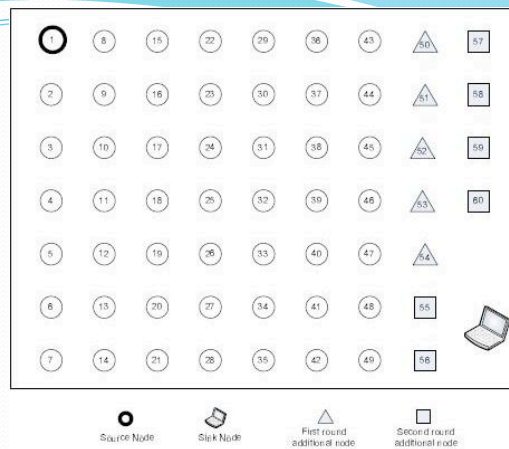 1 8 15 22 29 36 43 50 57
2 9 16 23 30 37 44 51 58
3 10 17 24 31 38 45 52 59
4 11 18 25 32 39 46 53 60
5 12 19 26 33 40 47 54
6 13 20 27 34 41 48 55
7 14 21 28 35 42 49 56
Source Node Sink Node First round additional node Second round additional node